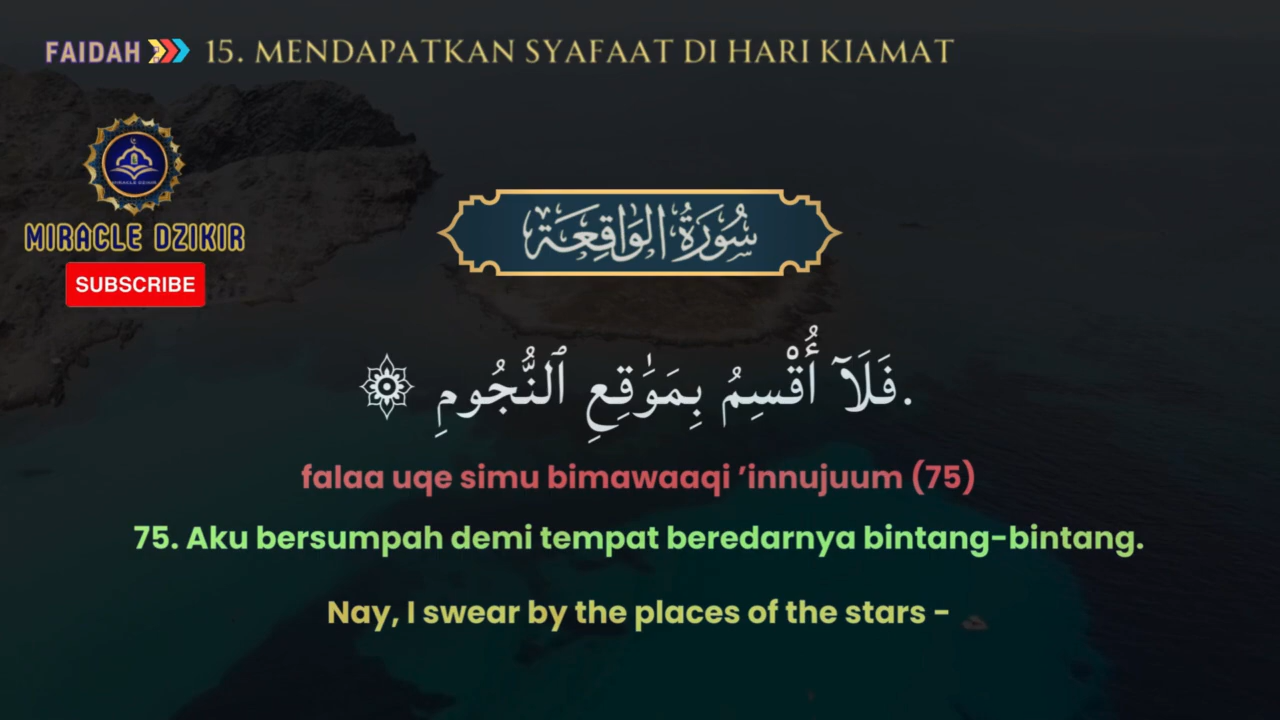 FAIDAH 15. MENDAPATKAN SYAFAAT DI HARI KIAMAT
MIRACLE DZIKIR
SUBSCRIBE
سُورَةُ الوَاقِعَة
.فَلَآ أُقْسِمُ بِمَوَٰقِعِ ٱلنُّجُومِ
falaa uqe simu bimawaaqi ’innujuum (75)
75. Aku bersumpah demi tempat beredarnya bintang-bintang.
Nay, I swear by the places of the stars -